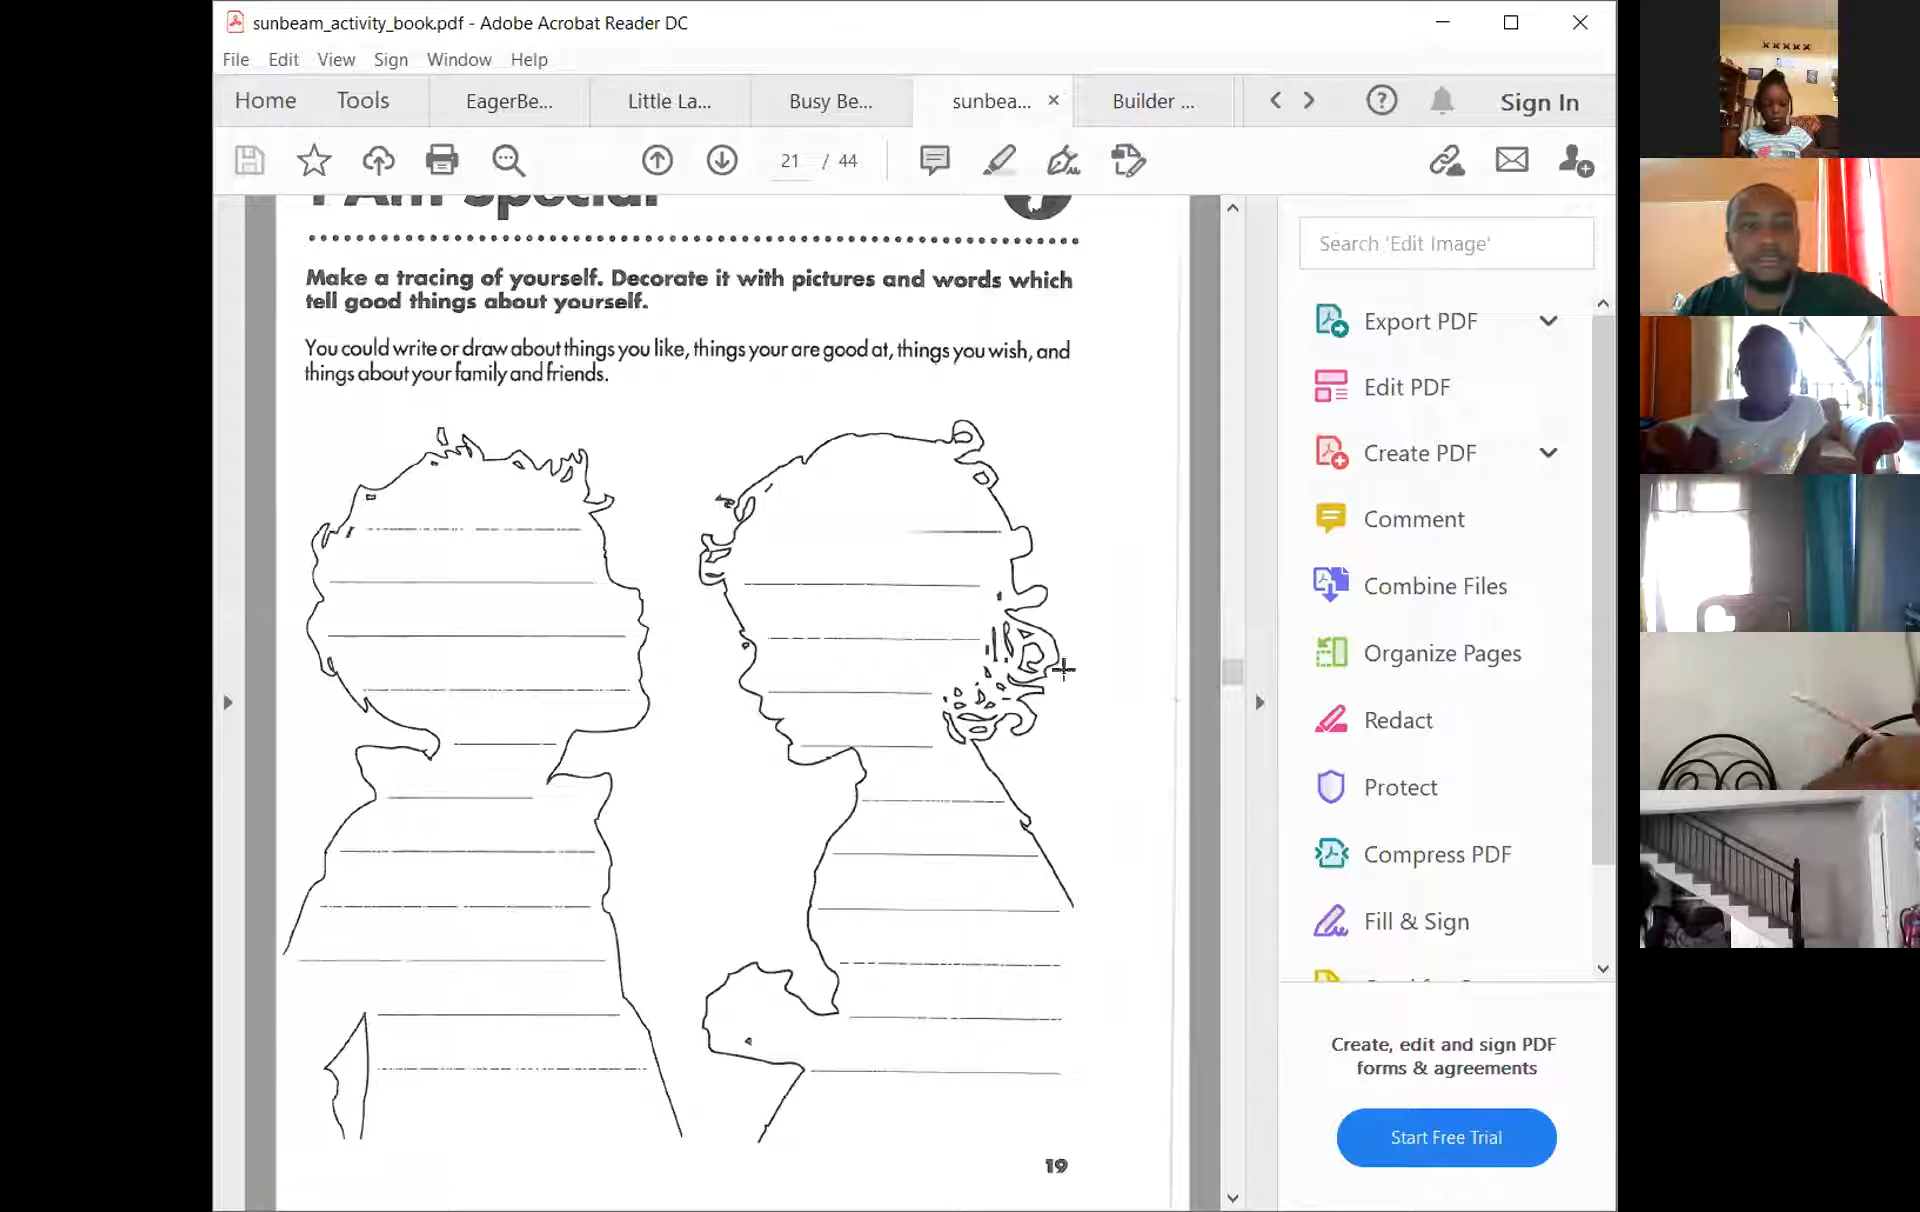 sunbeam_activity_book.pdf - Adobe Acrobat Reader DC
File Edit View Sign Window Help
Home Tools EagerBe... Little La... Busy Be... sunbea... Builder ... Sign In
21 / 44
I Am Special
Make a tracing of yourself. Decorate it with pictures and words which
tell good things about yourself.
You could write or draw about things you like, things your are good at, things you wish, and
things about your family and friends.
19
Search 'Edit Image'
Export PDF
Edit PDF
Create PDF
Comment
Combine Files
Organize Pages
Redact
Protect
Compress PDF
Fill & Sign
Create, edit and sign PDF
forms & agreements
Start Free Trial